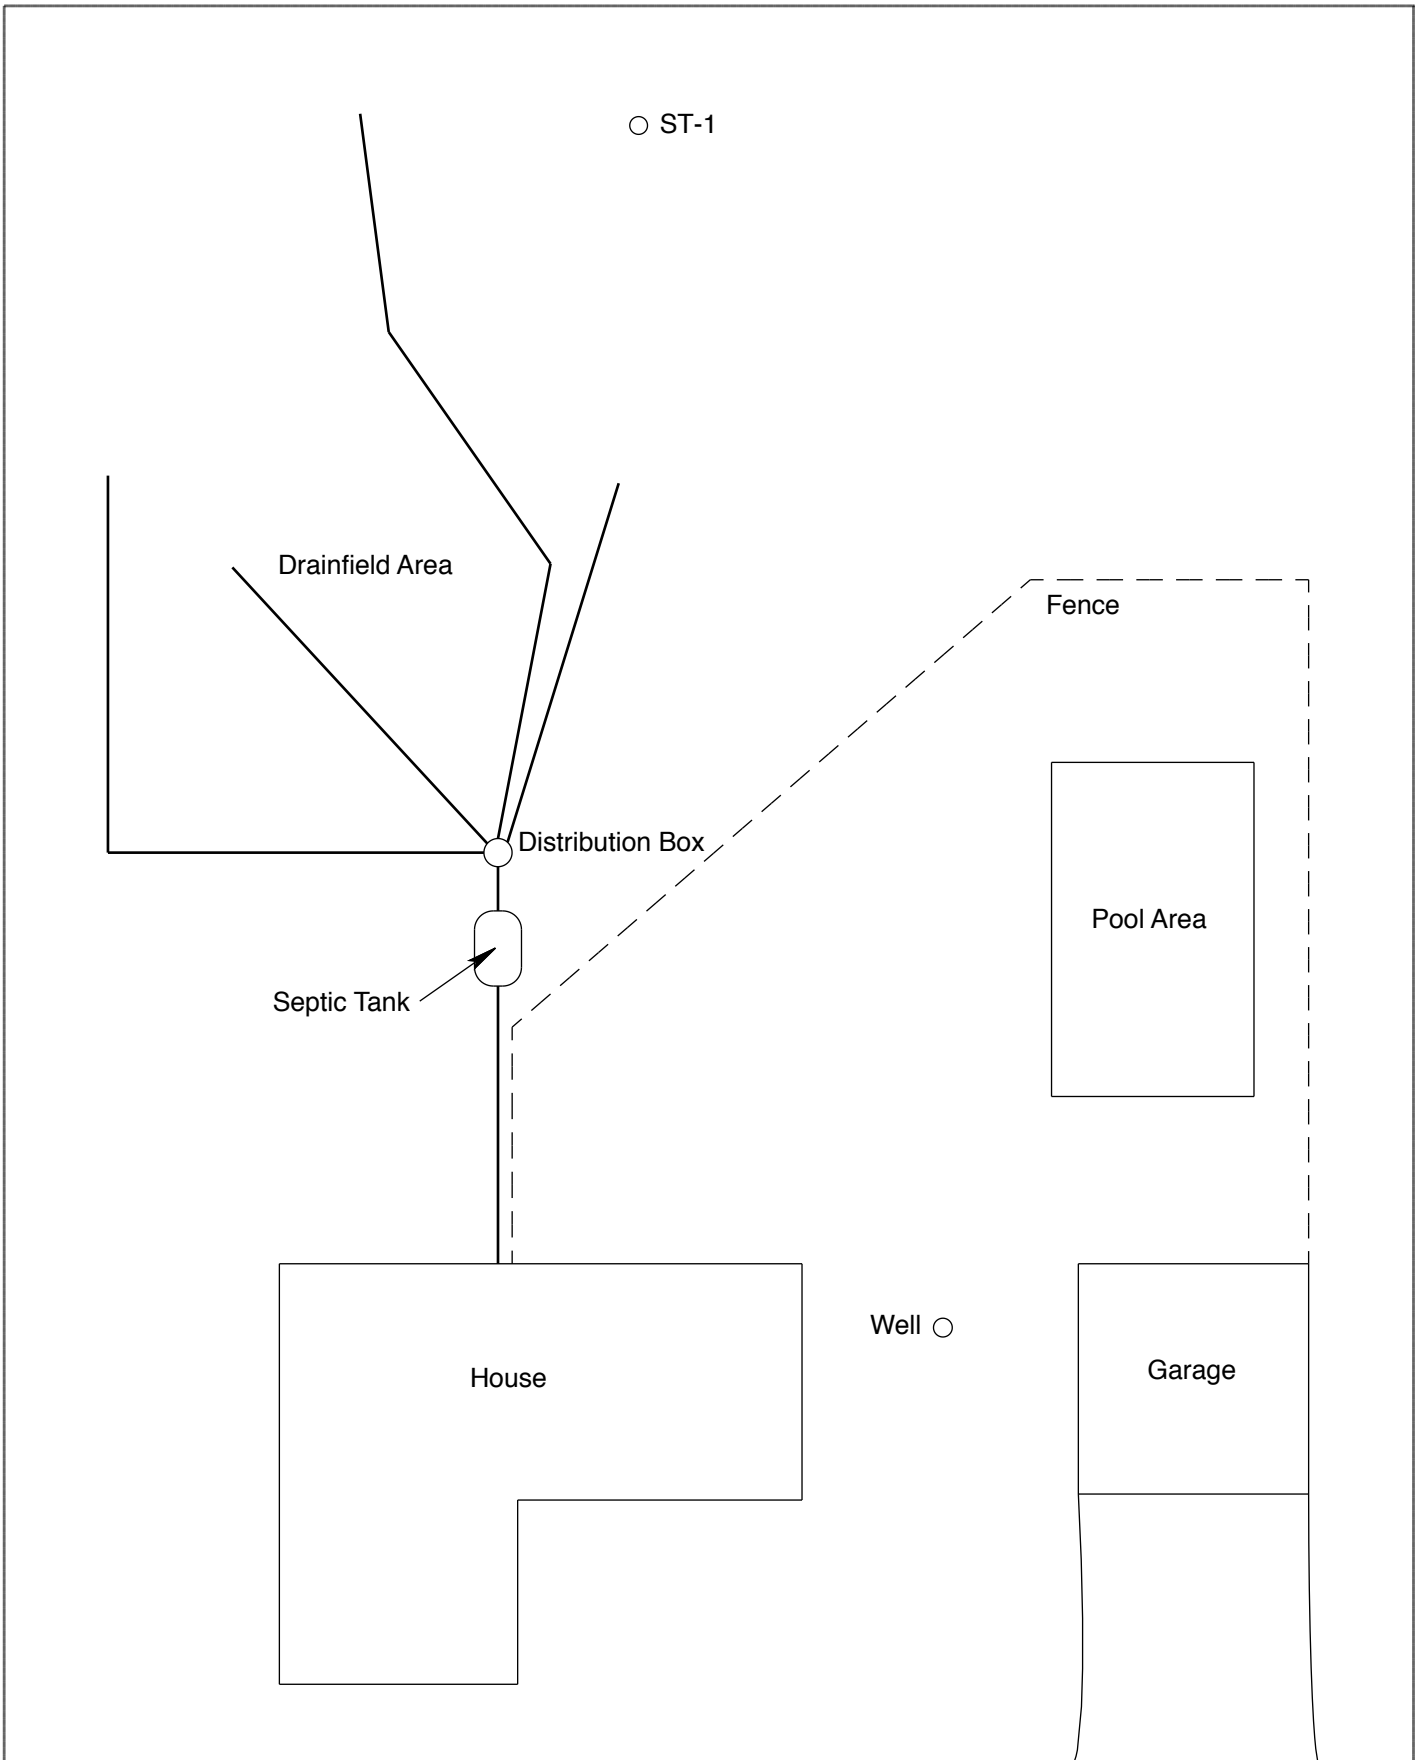 ST-1
Drainfield Area
Fence
Distribution Box
Pool Area
Septic Tank
Well
House
Garage